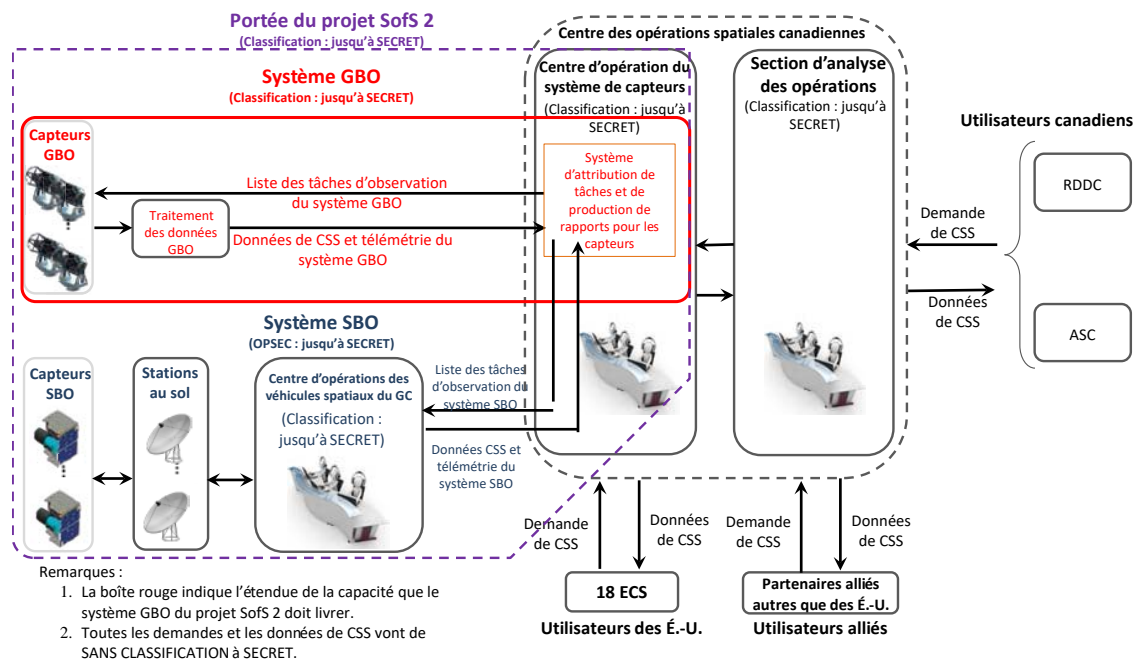 Portée du projet SofS 2
(Classification : jusqu'à SECRET)
Centre des opérations spatiales canadiennes
Système GBO
(Classification : jusqu'à SECRET)
Centre d'opération du
système de capteurs
(Classification : jusqu'à
SECRET)
Section d'analyse
des opérations
(Classification : jusqu'à
SECRET)
Utilisateurs canadiens
Capteurs
GBO
Liste des tâches d'observation
du système GBO
Traitement
des données
GBO
Données de CSS et télémétrie du
système GBO
Système
d'attribution de
tâches et de
production de
rapports pour les
capteurs
RDDC
Demande
de CSS
Données
de CSS
ASC
Système SBO
(OPSEC : jusqu'à SECRET)
Capteurs
SBO
Stations
au sol
Centre d'opérations des
véhicules spatiaux du GC
(Classification :
jusqu'à SECRET)
Liste des tâches
d'observation du
système SBO
Données CSS et
télémétrie du
système SBO
Demande
de CSS
Données
de CSS
Demande
de CSS
Données
de CSS
18 ECS
Utilisateurs des É.-U.
Partenaires alliés
autres que des É.-U.
Utilisateurs alliés
Remarques :
1. La boîte rouge indique l'étendue de la capacité que le
système GBO du projet SofS 2 doit livrer.
2. Toutes les demandes et les données de CSS vont de
SANS CLASSIFICATION à SECRET.